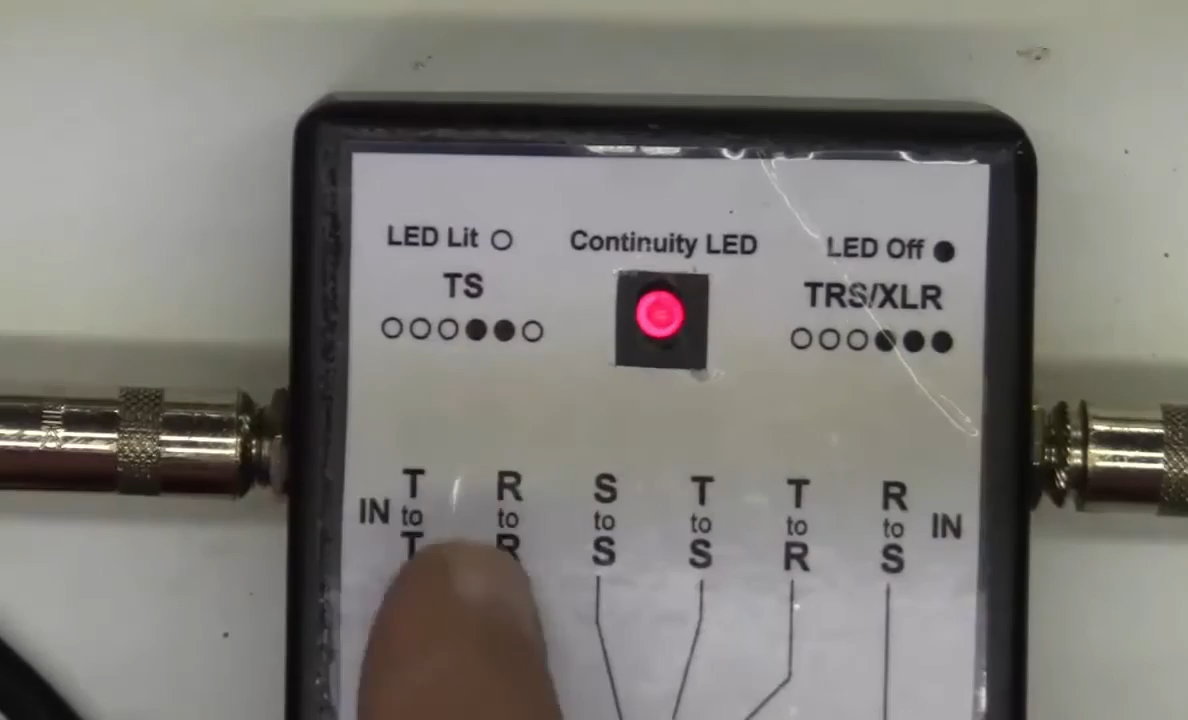 LED Lit
Continuity LED
LED Off
TS
TRS/XLR
T R S T T R
IN to to to to to to IN
T R S S R S